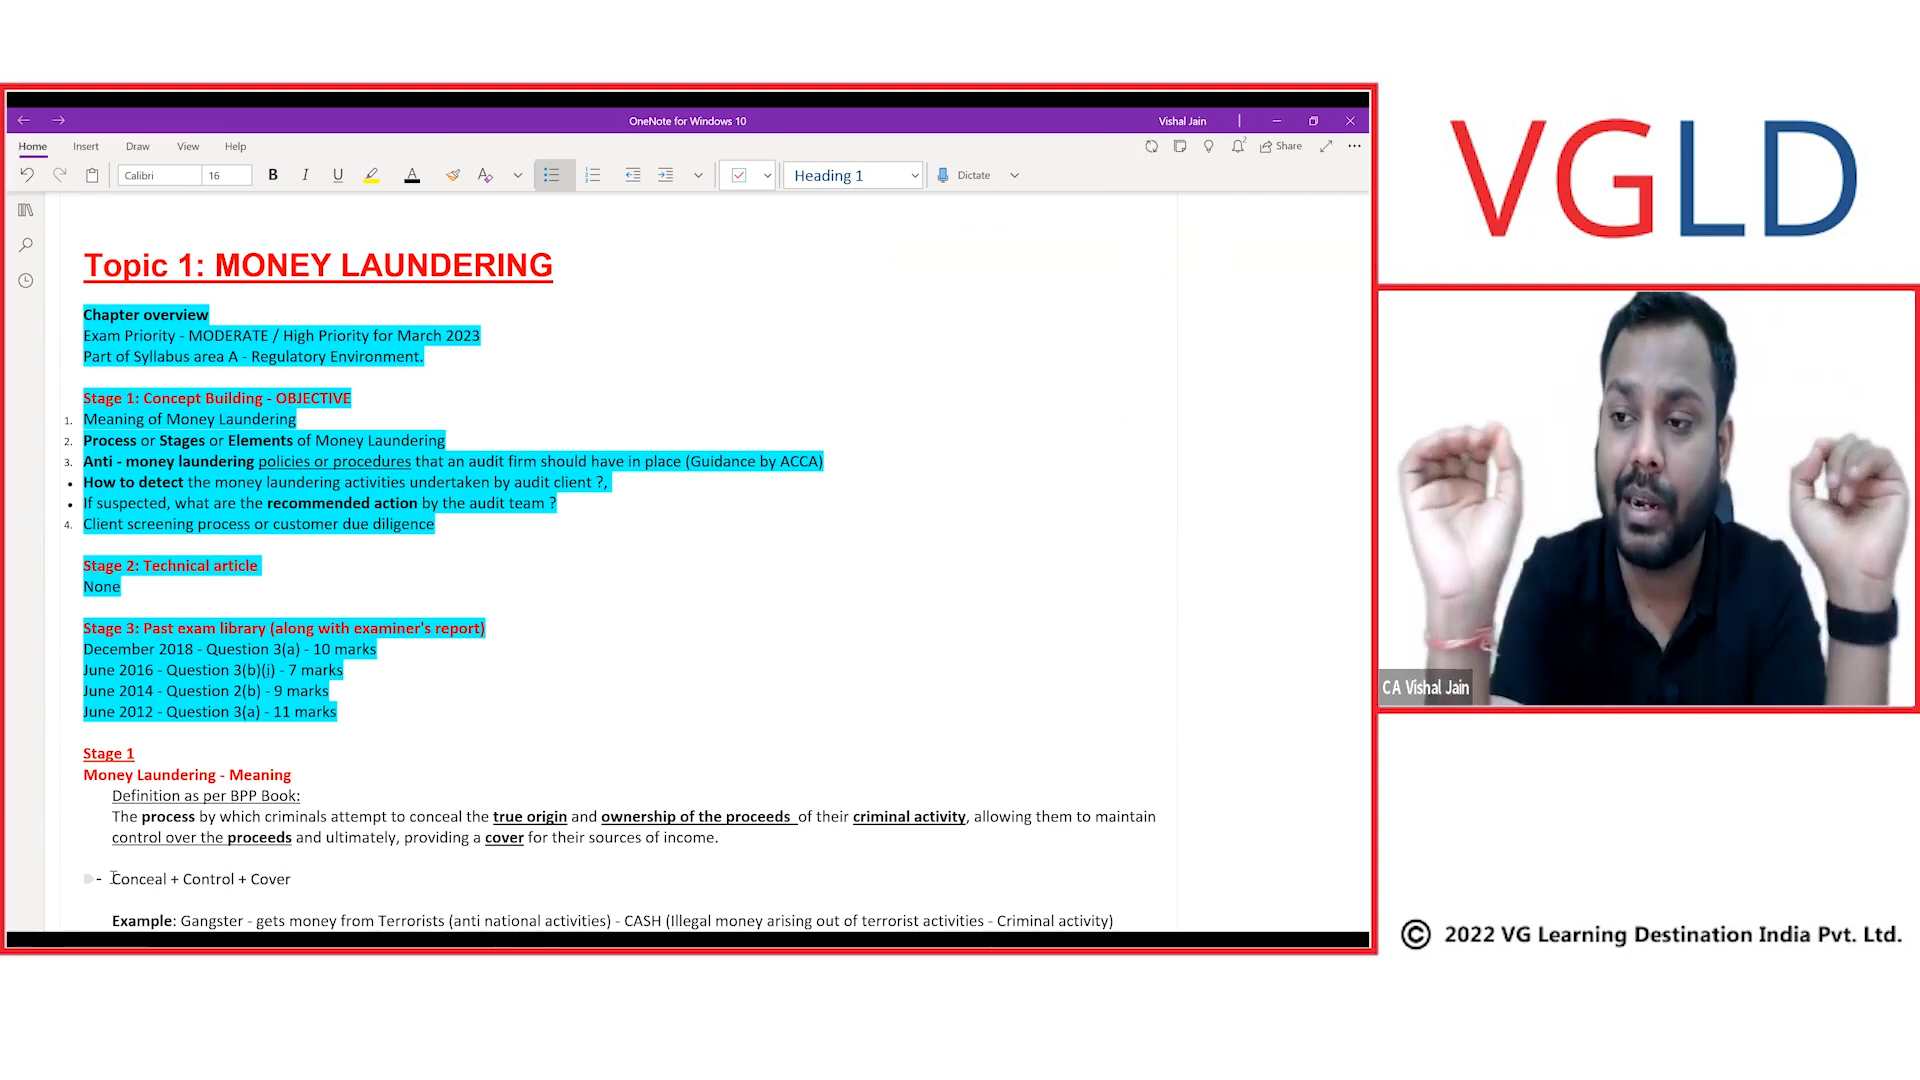 OneNote for Windows 10
Vishal Jain
Home Insert Draw View Help
Share
Calibri 16 B I U Heading 1 Dictate
Topic 1: MONEY LAUNDERING
Chapter overview
Exam Priority - MODERATE / High Priority for March 2023
Part of Syllabus area A - Regulatory Environment.
Stage 1: Concept Building - OBJECTIVE
1. Meaning of Money Laundering
2. Process or Stages or Elements of Money Laundering
3. Anti - money laundering policies or procedures that an audit firm should have in place (Guidance by ACCA)
• How to detect the money laundering activities undertaken by audit client ?,
• If suspected, what are the recommended action by the audit team ?
4. Client screening process or customer due diligence
Stage 2: Technical article
None
Stage 3: Past exam library (along with examiner's report)
December 2018 - Question 3(a) - 10 marks
June 2016 - Question 3(b)(i) - 7 marks
June 2014 - Question 2(b) - 9 marks
June 2012 - Question 3(a) - 11 marks
Stage 1
Money Laundering - Meaning
Definition as per BPP Book:
The process by which criminals attempt to conceal the true origin and ownership of the proceeds of their criminal activity, allowing them to maintain
control over the proceeds and ultimately, providing a cover for their sources of income.
- Conceal + Control + Cover
Example: Gangster - gets money from Terrorists (anti national activities) - CASH (Illegal money arising out of terrorist activities - Criminal activity)
VGLD
CA Vishal Jain
© 2022 VG Learning Destination India Pvt. Ltd.